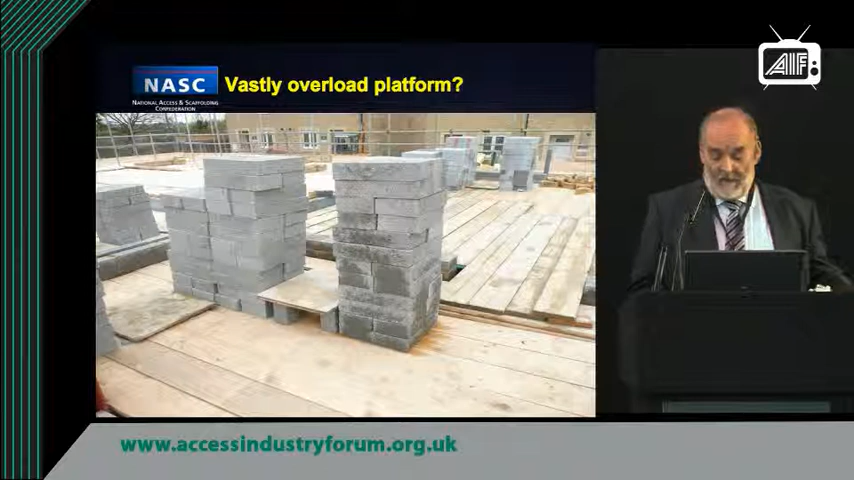 AIF
NASC
NATIONAL ACCESS & SCAFFOLDING
CONFEDERATION
Vastly overload platform?
www.accessindustryforum.org.uk